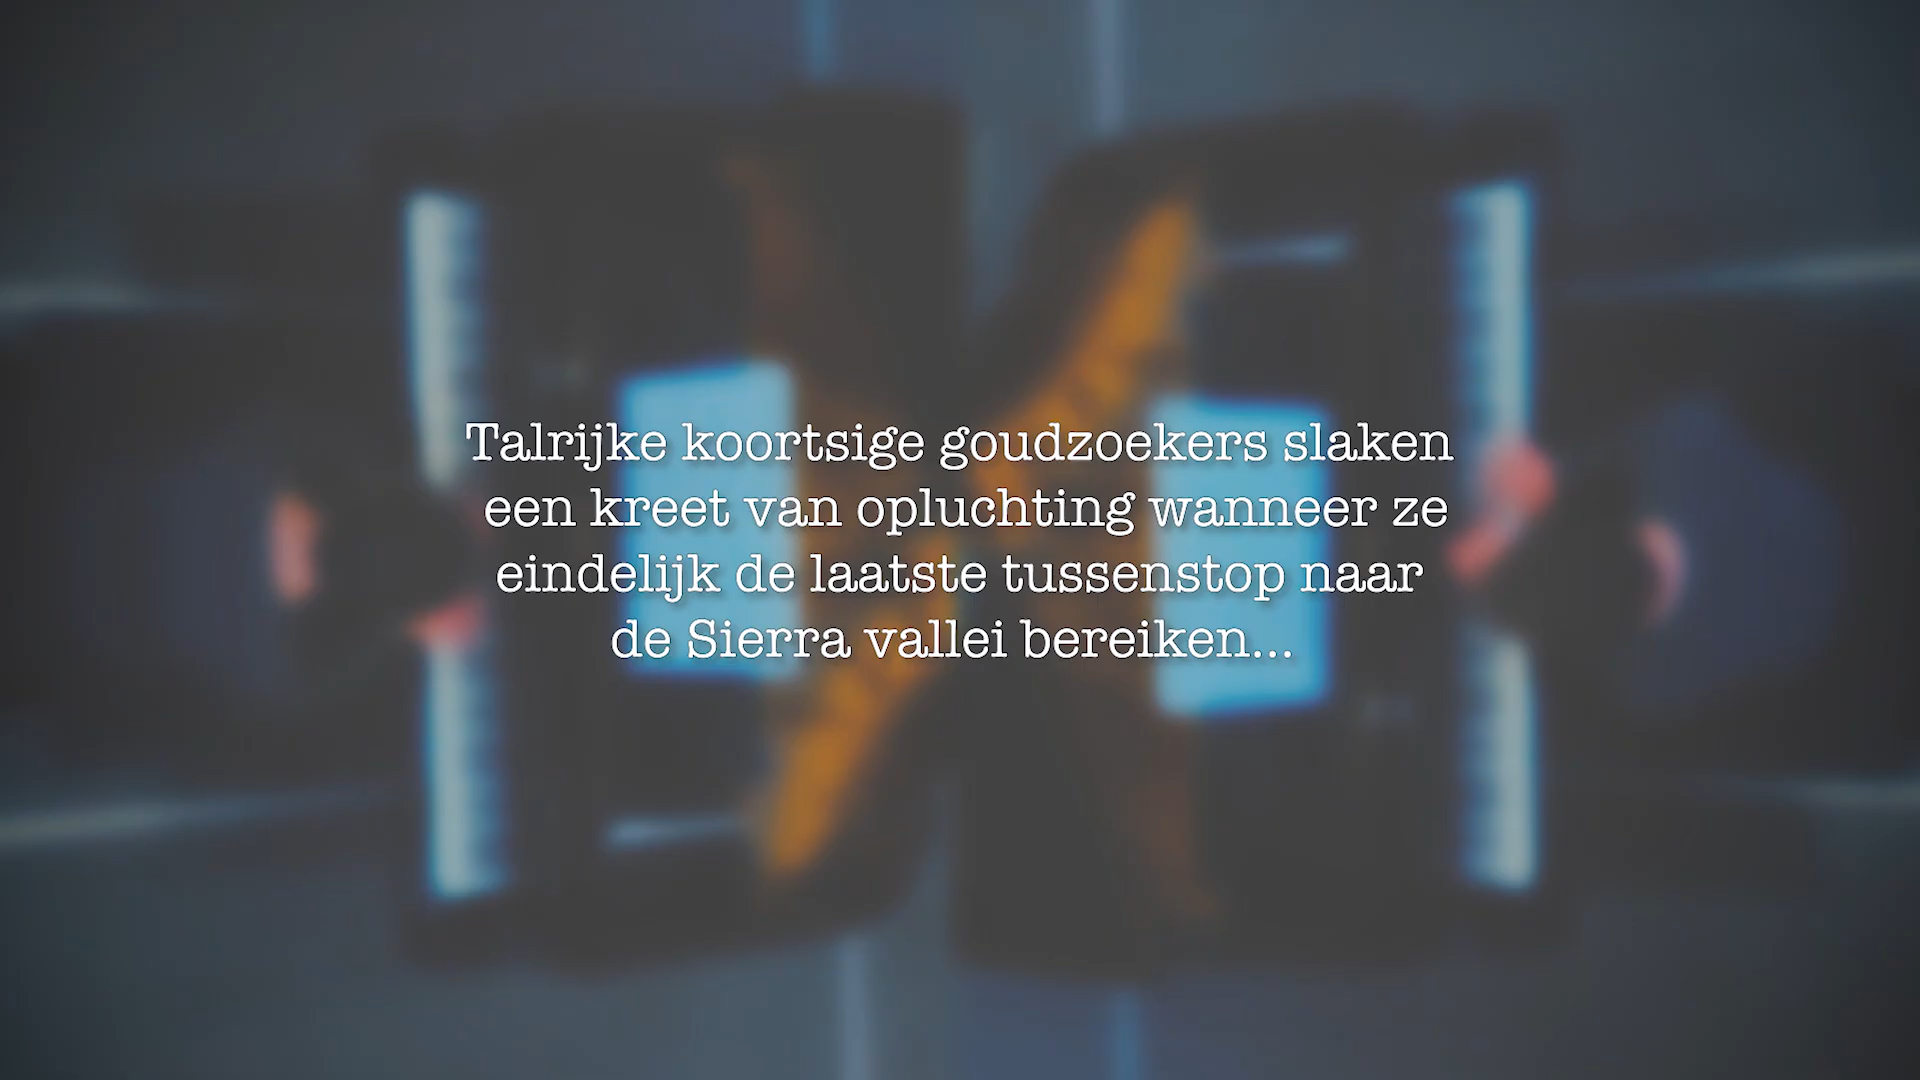 Talrijke koortsige goudzoekers slaken
een kreet van opluchting wanneer ze
eindelijk de laatste tussenstop naar
de Sierra vallei bereiken...